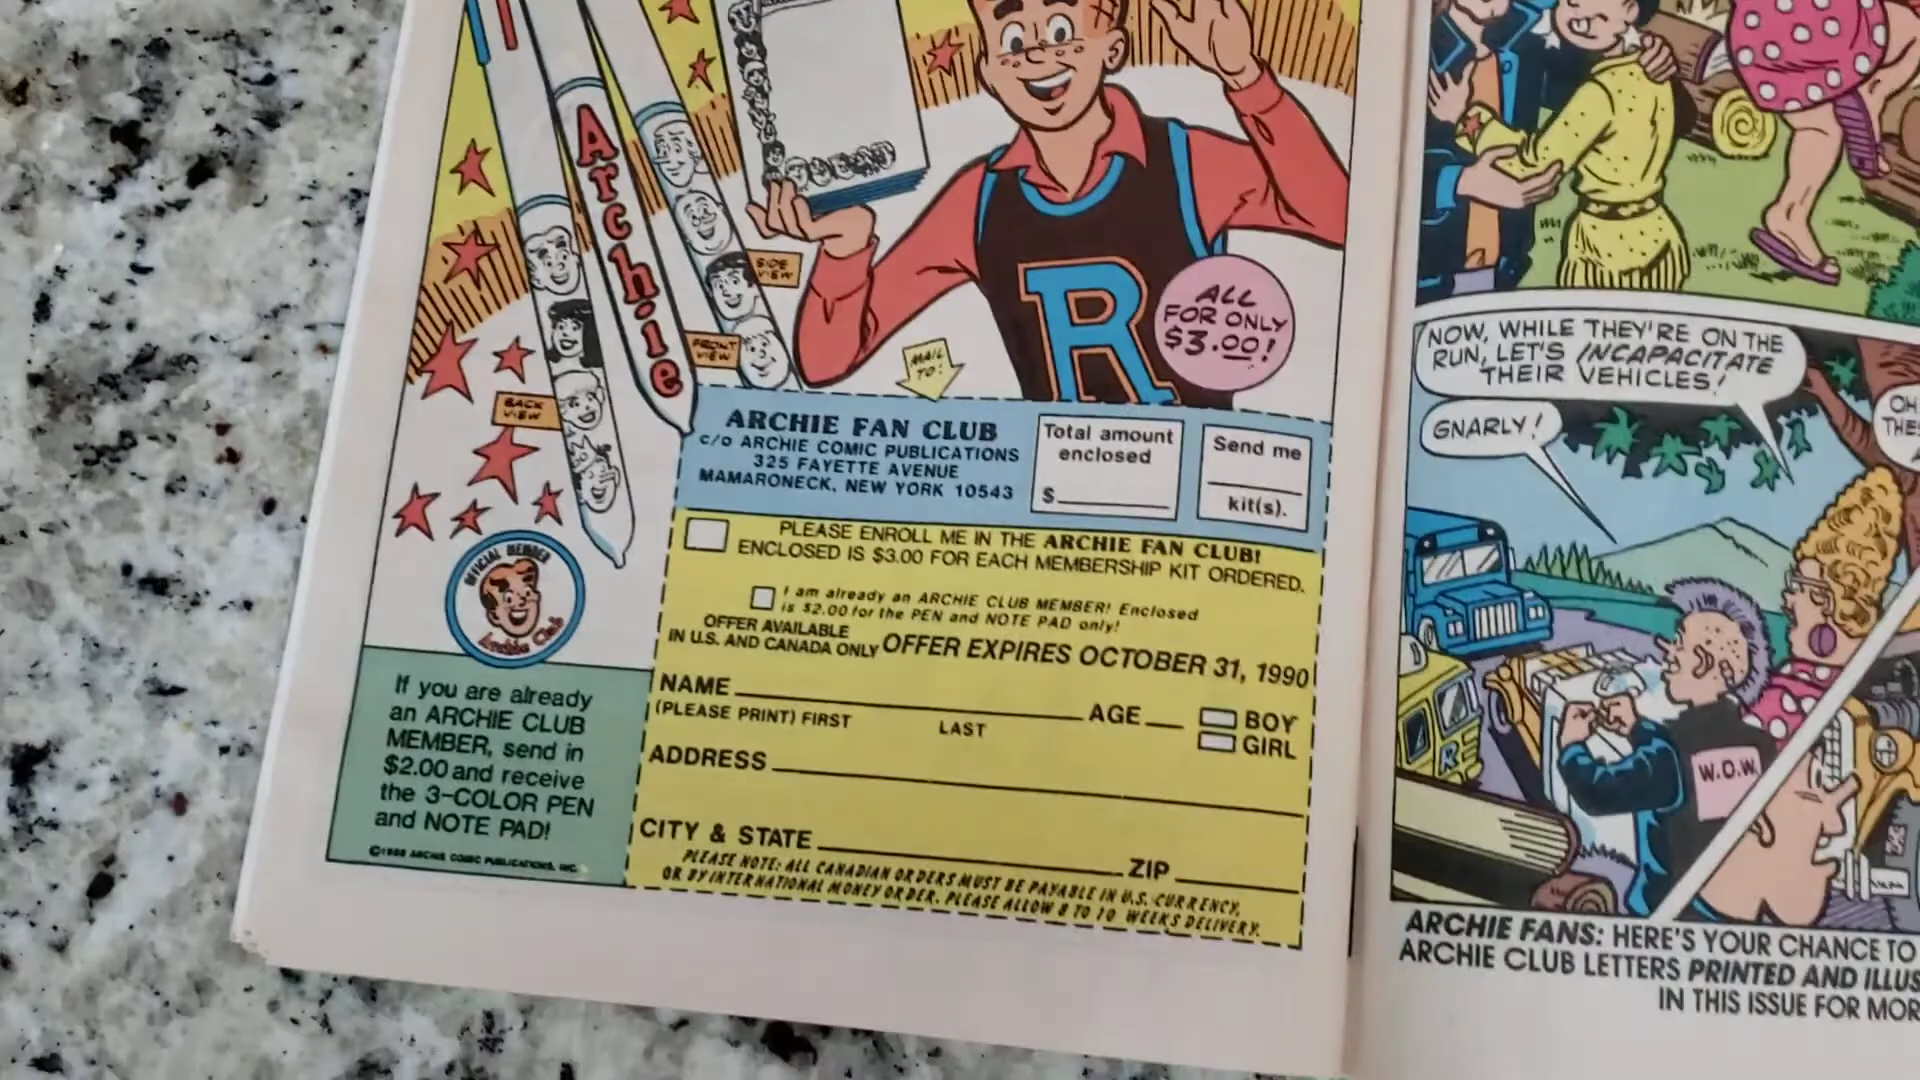 Archie
SIDE
VIEW
FRONT
VIEW
BACK
VIEW
MAIL
TO!
R
ALL
FOR ONLY
$3.00!
ARCHIE FAN CLUB
c/o ARCHIE COMIC PUBLICATIONS
325 FAYETTE AVENUE
MAMARONECK, NEW YORK 10543
Total amount
enclosed
$
Send me
kit(s).
PLEASE ENROLL ME IN THE ARCHIE FAN CLUB!
ENCLOSED IS $3.00 FOR EACH MEMBERSHIP KIT ORDERED.
I am already an ARCHIE CLUB MEMBER! Enclosed
is $2.00 for the PEN and NOTE PAD only!
OFFER AVAILABLE
IN U.S. AND CANADA ONLY OFFER EXPIRES OCTOBER 31, 1990
NAME AGE BOY
(PLEASE PRINT) FIRST LAST GIRL
ADDRESS
CITY & STATE ZIP
PLEASE NOTE: ALL CANADIAN ORDERS MUST BE PAYABLE IN U.S. CURRENCY,
OR BY INTERNATIONAL MONEY ORDER. PLEASE ALLOW 8 TO 10 WEEKS DELIVERY.
OFFICIAL MEMBER
Archie Club
If you are already
an ARCHIE CLUB
MEMBER, send in
$2.00 and receive
the 3-COLOR PEN
and NOTE PAD!
ARCHIE COMIC PUBLICATIONS, INC.
NOW, WHILE THEY'RE ON THE
RUN, LET'S INCAPACITATE
THEIR VEHICLES!
GNARLY!
OH
THE
R
W.O.W.
ARCHIE FANS: HERE'S YOUR CHANCE TO
ARCHIE CLUB LETTERS PRINTED AND ILLUS
IN THIS ISSUE FOR MOR